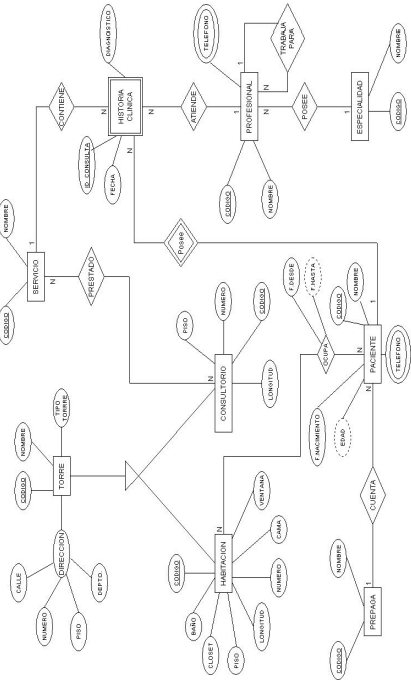 CALLE
NUMERO
PISO
DEPTO.
DIRECCION
CODIGO
NOMBRE
TORRE
TIPO
TORRRE
CODIGO
NOMBRE
SERVICIO
N
1
CONTIENE
N
PRESTADO
N
HISTORIA
CLINICA
DIAGNOSTICO
ID_CONSULTA
FECHA
N
N
ATIENDE
1
TELEFONO
PROFESIONAL
1
N
TRABAJA
PARA
CODIGO
NOMBRE
N
POSEE
1
ESPECIALIDAD
CODIGO
NOMBRE
PISO
NUMERO
CODIGO
LONGITUD
CONSULTORIO
Posee
CODIGO
BAÑO
CLOSET
PISO
LONGITUD
NUMERO
CAMA
VENTANA
HABITACION
N
F.DESDE
F.HASTA
OCUPA
N
1
CODIGO
NOMBRE
PACIENTE
TELEFONO
F.NACIMIENTO
EDAD
N
CUENTA
1
PREPAGA
CODIGO
NOMBRE